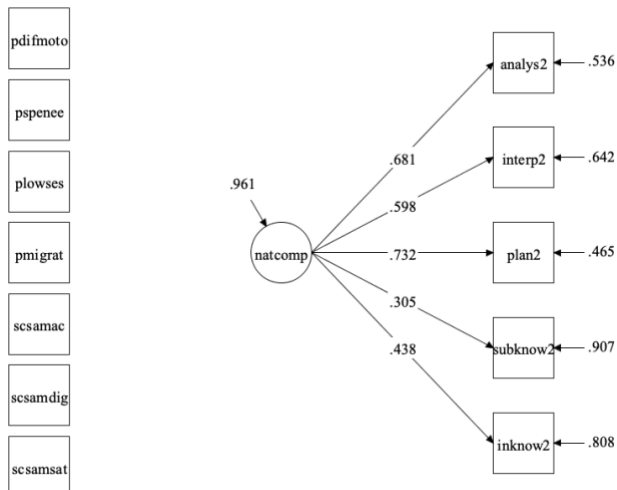 pdifmoto
pspenee
plowses
pmigrat
scsamac
scsamdig
scsamsat
.961
natcomp
.681
.598
.732
.305
.438
analys2
.536
interp2
.642
plan2
.465
subknow2
.907
inknow2
.808